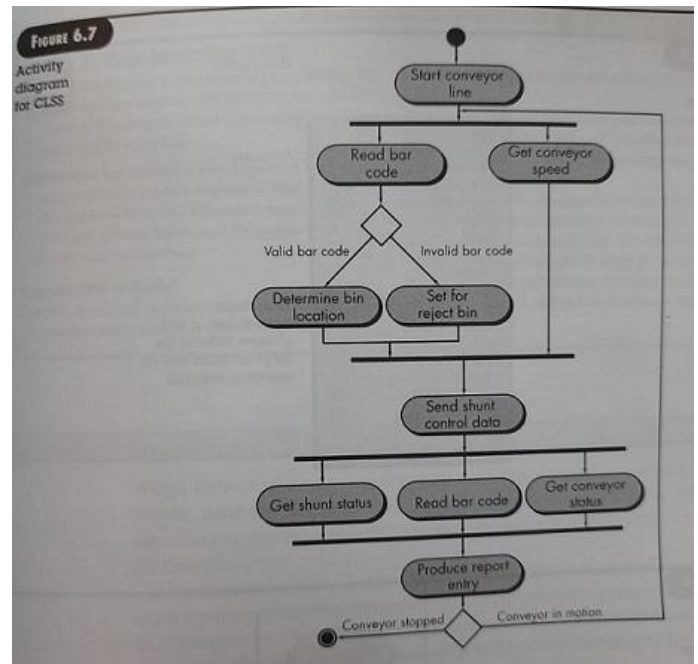 FIGURE 6.7
Activity
diagram
for CLSS
Start conveyor
line
Read bar
code
Get conveyor
speed
Valid bar code
Invalid bar code
Determine bin
location
Set for
reject bin
Send shunt
control data
Get shunt status
Read bar code
Get conveyor
status
Produce report
entry
Conveyor stopped
Conveyor in motion